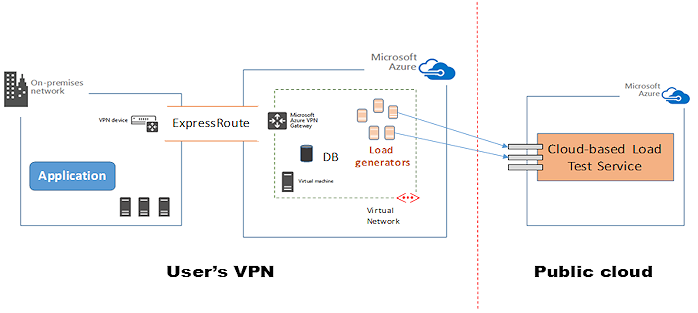 On-premises
network
VPN device
ExpressRoute
Application
Microsoft
Azure
Microsoft
Azure VPN
Gateway
DB
Load
generators
Virtual machine
Virtual
Network
User's VPN
Microsoft
Azure
Cloud-based Load
Test Service
Public cloud